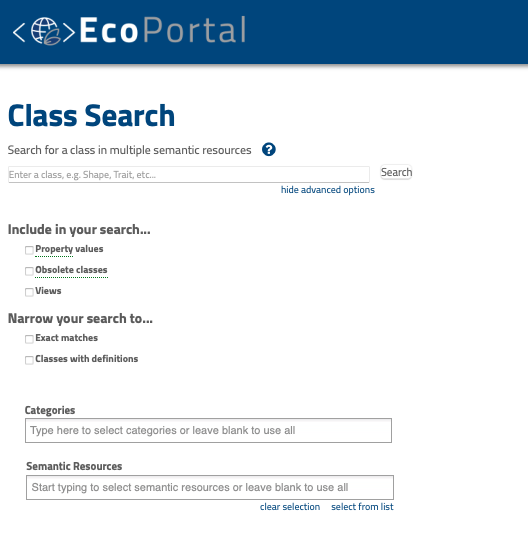 EcoPortal
Class Search
Search for a class in multiple semantic resources ?
Enter a class, e.g. Shape, Trait, etc...
Search
hide advanced options
Include in your search...
Property values
Obsolete classes
Views
Narrow your search to...
Exact matches
Classes with definitions
Categories
Type here to select categories or leave blank to use all
Semantic Resources
Start typing to select semantic resources or leave blank to use all
clear selection select from list